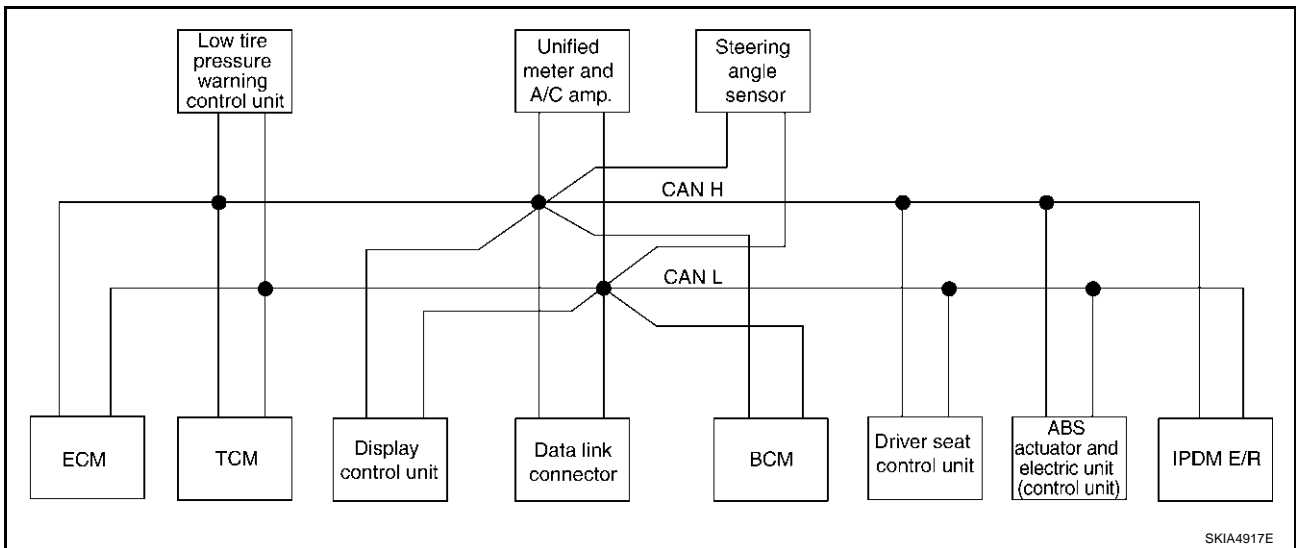 Low tire
pressure
warning
control unit
Unified
meter and
A/C amp.
Steering
angle
sensor
CAN H
CAN L
ECM
TCM
Display
control unit
Data link
connector
BCM
Driver seat
control unit
ABS
actuator and
electric unit
(control unit)
IPDM E/R
SKIA4917E